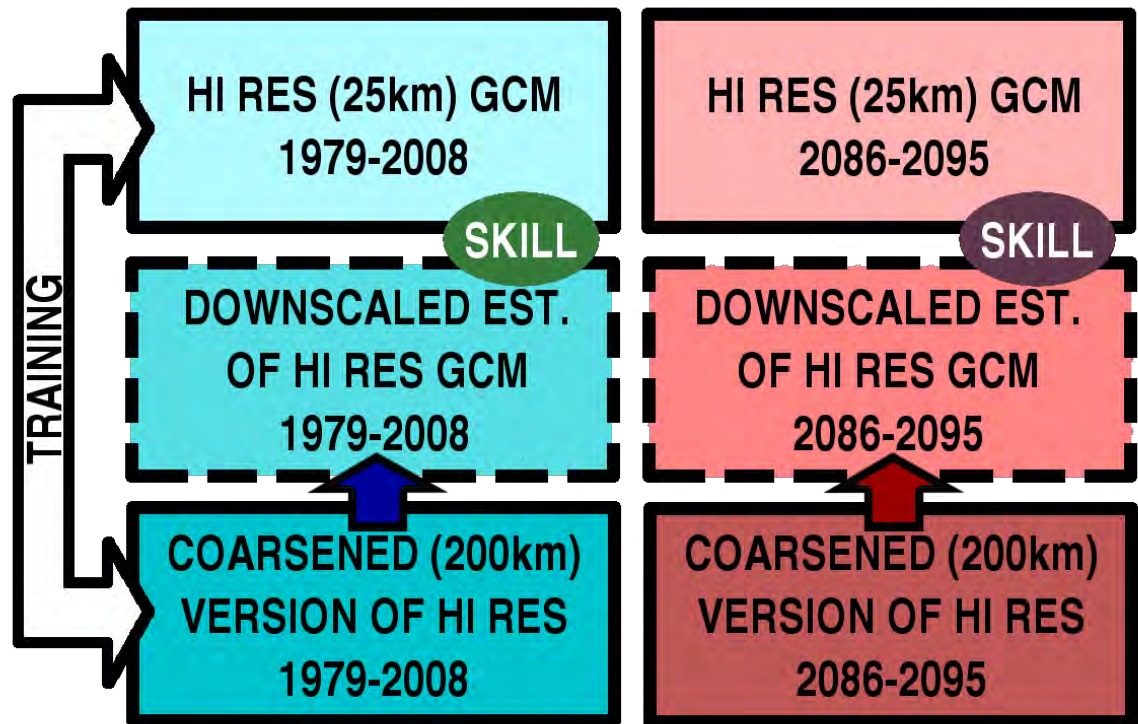 HI RES (25km) GCM
1979-2008
HI RES (25km) GCM
2086-2095
SKILL
SKILL
TRAINING
DOWNSCALED EST.
OF HI RES GCM
1979-2008
DOWNSCALED EST.
OF HI RES GCM
2086-2095
COARSENED (200km)
VERSION OF HI RES
1979-2008
COARSENED (200km)
VERSION OF HI RES
2086-2095